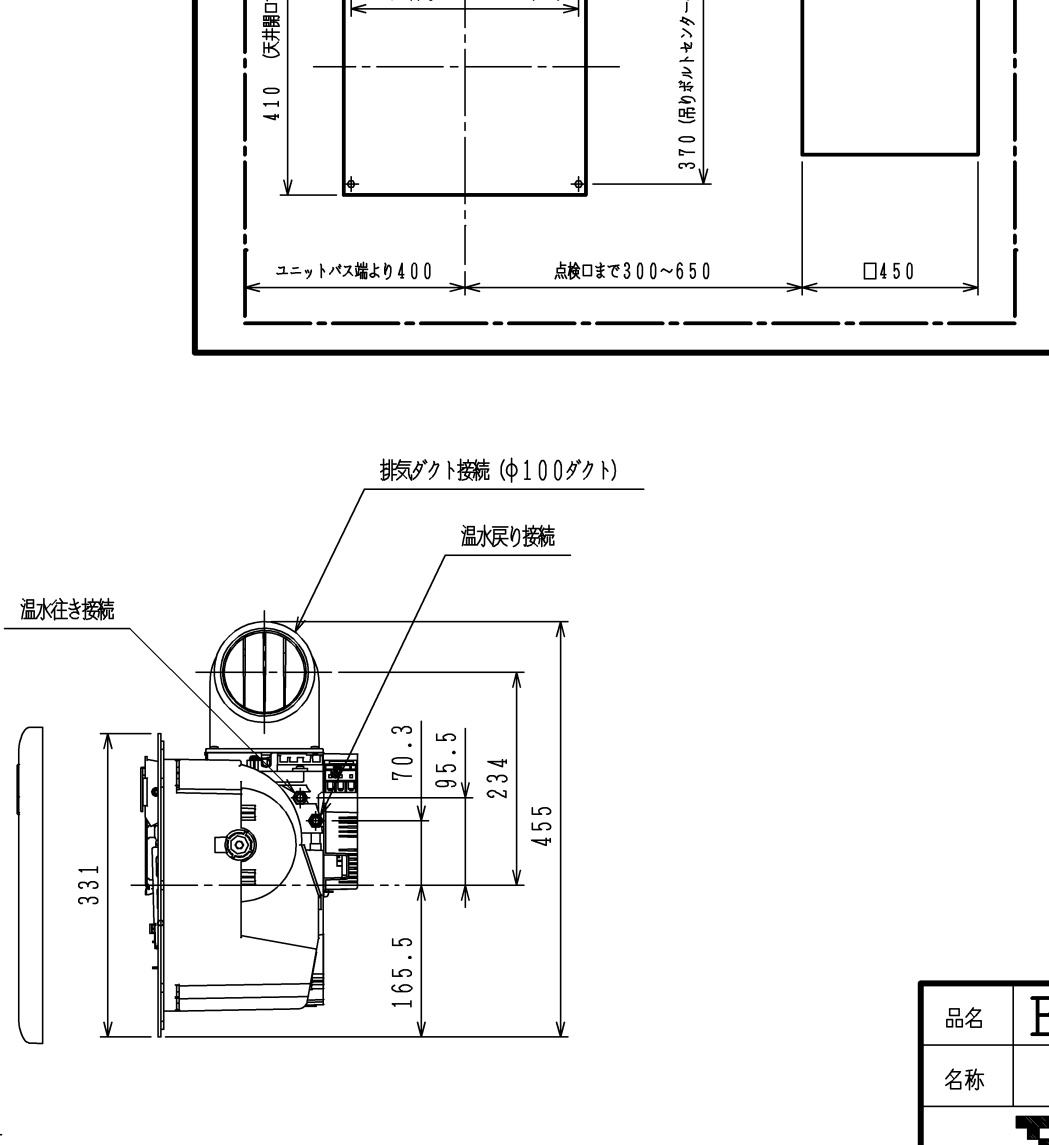 410 (天井開口
370 (吊りボルトセンター
ユニットバス端より400
点検口まで300~650
□450
排気ダクト接続 (φ100ダクト)
温水戻り接続
温水往き接続
70.3
95.5
234
455
331
165.5
品名
名称